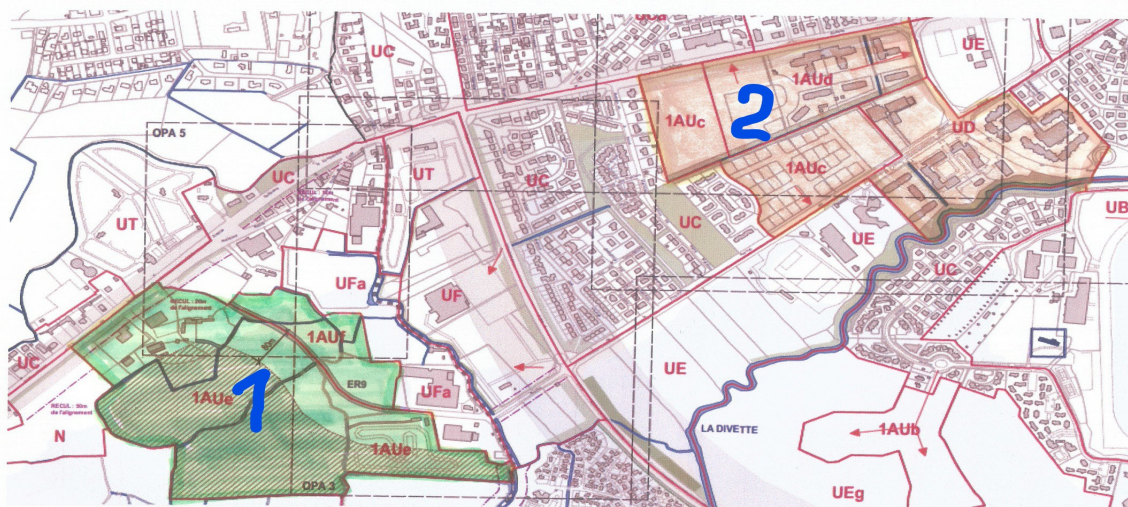 UCa
UC
UE
1AUd
2
1AUc
OPA 5
UC
UT
UD
UC
1AUc
UT
UB
UC
UE
UC
UFa
UF
RECUL : 30m
de l'alignement
1AUf
UE
UC
ER9
UFa
1AUe
1
RECUL : 30m
de l'alignement
N
LA DIVETTE
1AUb
1AUe
OPA 3
UEg